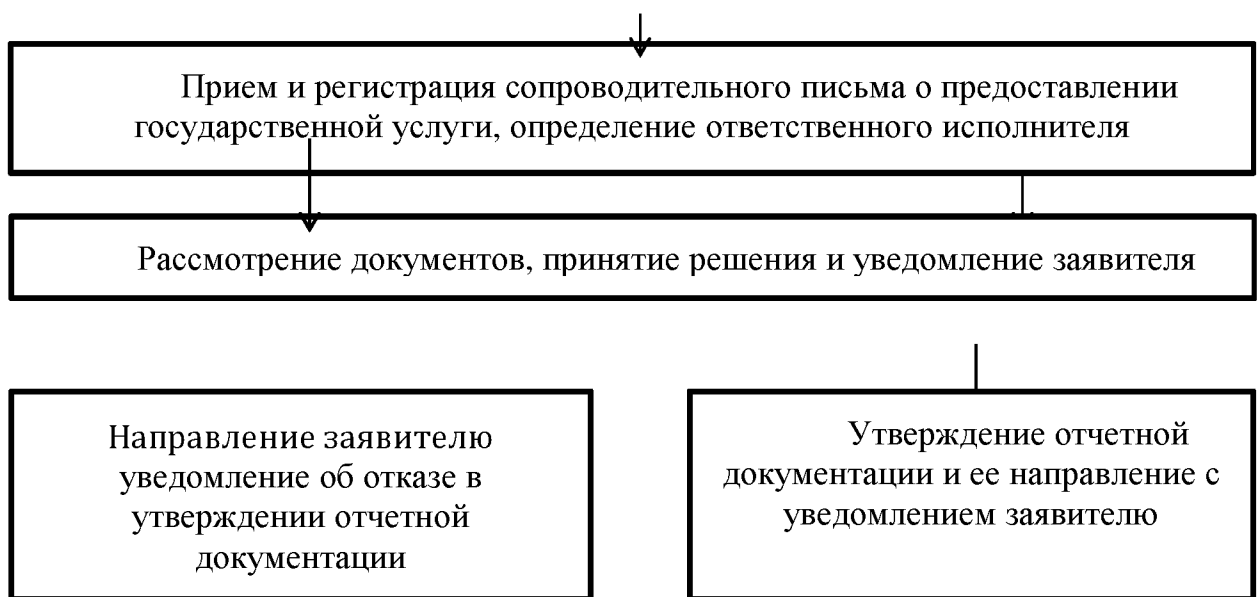 Прием и регистрация сопроводительного письма о предоставлении
государственной услуги, определение ответственного исполнителя
Рассмотрение документов, принятие решения и уведомление заявителя
Направление заявителю
уведомление об отказе в
утверждении отчетной
документации
Утверждение отчетной
документации и ее направление с
уведомлением заявителю